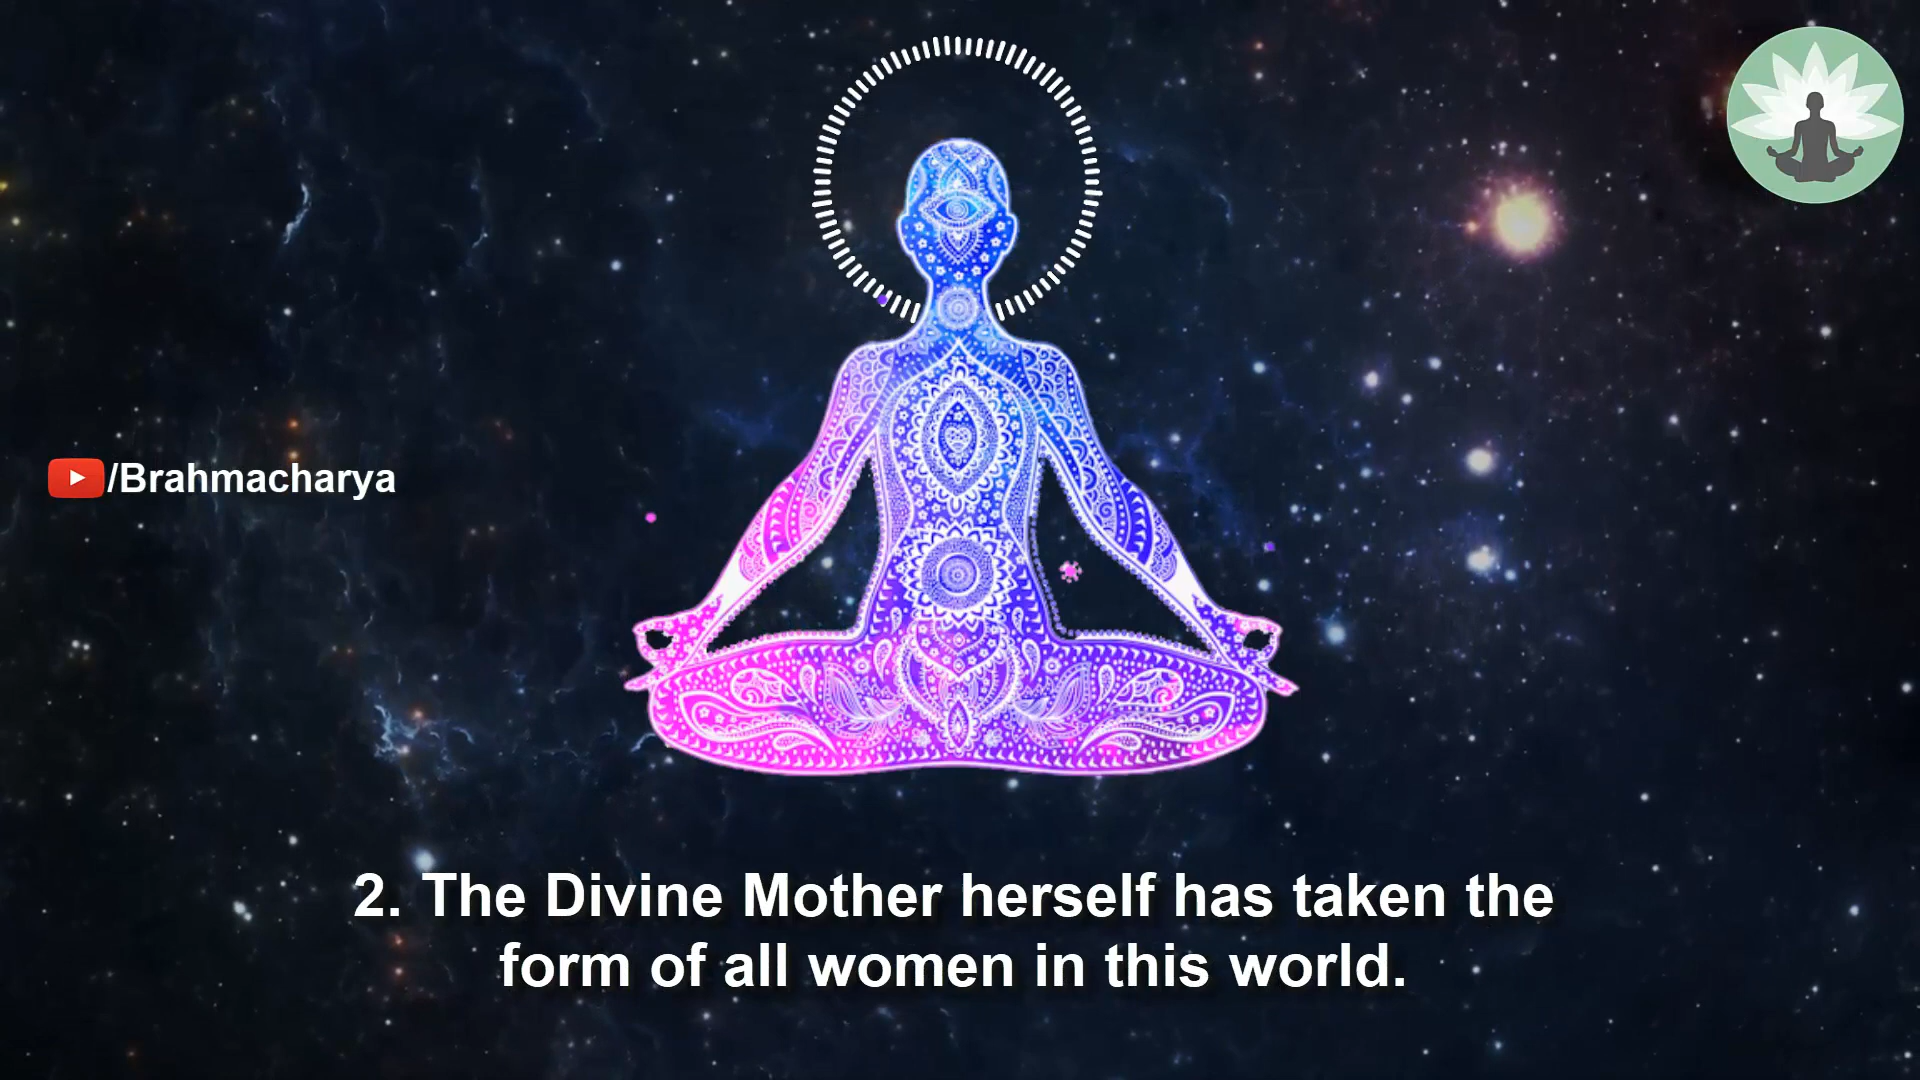 /Brahmacharya
2. The Divine Mother herself has taken the
form of all women in this world.